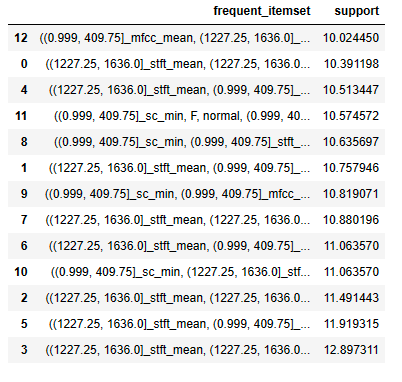 frequent_itemset support
12 ((0.999, 409.75]_mfcc_mean, (1227.25, 1636.0]_... 10.024450
0 ((1227.25, 1636.0]_stft_mean, (1227.25, 1636.0... 10.391198
4 ((1227.25, 1636.0]_stft_mean, (0.999, 409.75]_... 10.513447
11 ((0.999, 409.75]_sc_min, F, normal, (0.999, 40... 10.574572
8 ((0.999, 409.75]_sc_min, (0.999, 409.75]_stft_... 10.635697
1 ((1227.25, 1636.0]_stft_mean, (0.999, 409.75]_... 10.757946
9 ((0.999, 409.75]_sc_min, (0.999, 409.75]_mfcc_... 10.819071
7 ((1227.25, 1636.0]_stft_mean, (1227.25, 1636.0... 10.880196
6 ((1227.25, 1636.0]_stft_mean, (0.999, 409.75]_... 11.063570
10 ((0.999, 409.75]_sc_min, (1227.25, 1636.0]_stf... 11.063570
2 ((1227.25, 1636.0]_stft_mean, (1227.25, 1636.0... 11.491443
5 ((1227.25, 1636.0]_stft_mean, (0.999, 409.75]_... 11.919315
3 ((1227.25, 1636.0]_stft_mean, (1227.25, 1636.0... 12.897311